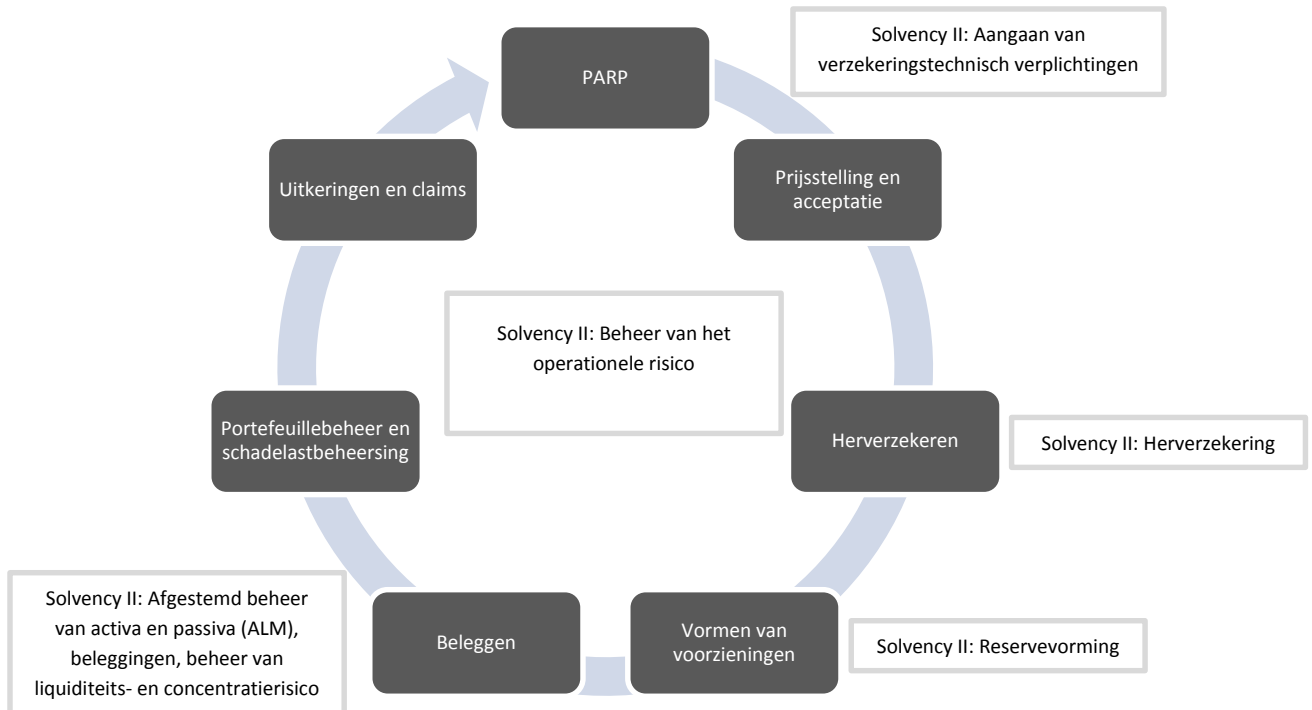 Solvency II: Aangaan van
verzekeringstechnisch verplichtingen
PARP
Prijsstelling en
acceptatie
Uitkeringen en claims
Solvency II: Beheer van het
operationele risico
Portefeuillebeheer en
schadelastbeheersing
Herverzekeren
Solvency II: Herverzekering
Solvency II: Afgestemd beheer
van activa en passiva (ALM),
beleggingen, beheer van
liquiditeits- en concentratierisico
Beleggen
Vormen van
voorzieningen
Solvency II: Reservevorming